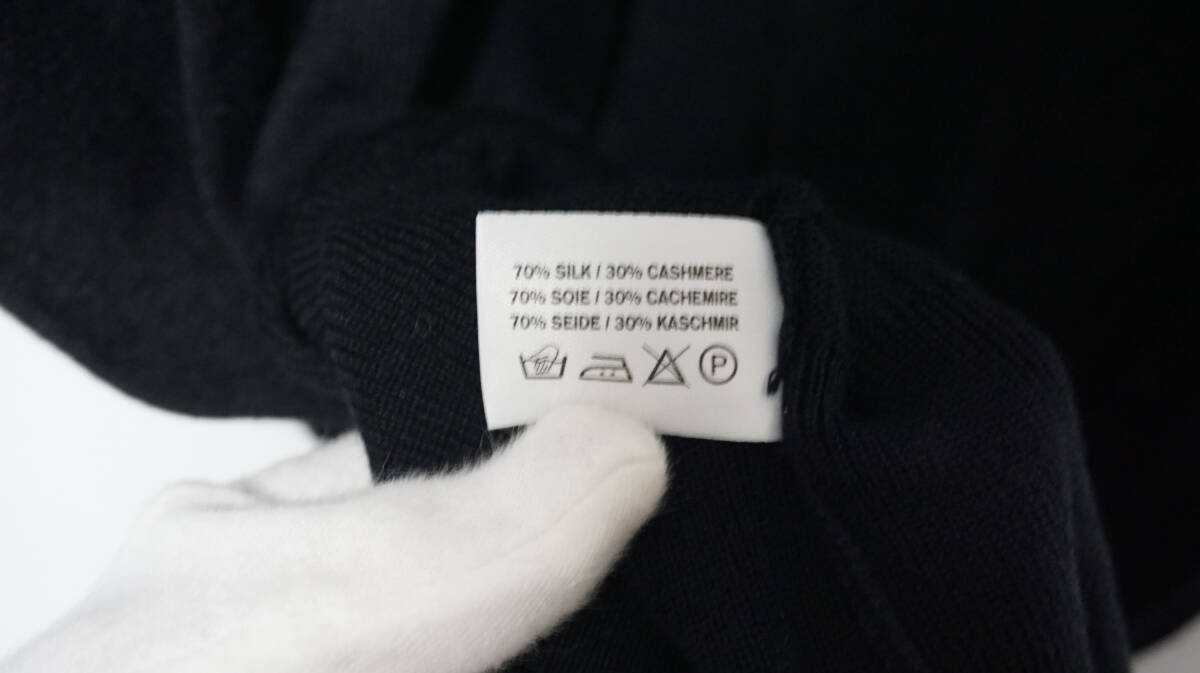 70% SILK / 30% CASHMERE
70% SOIE / 30% CACHEMIRE
70% SEIDE / 30% KASCHMIR
P